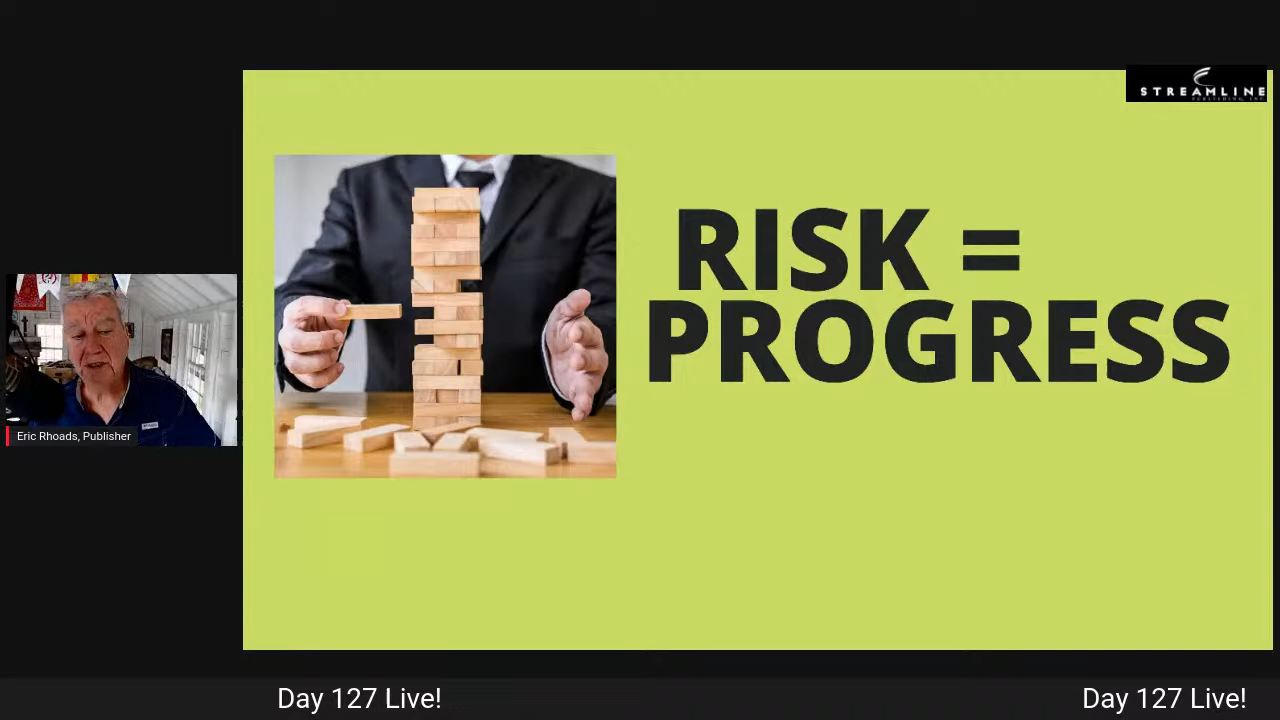 STREAMLINE
RISK =
PROGRESS
Eric Rhoads, Publisher
Day 127 Live!
Day 127 Live!